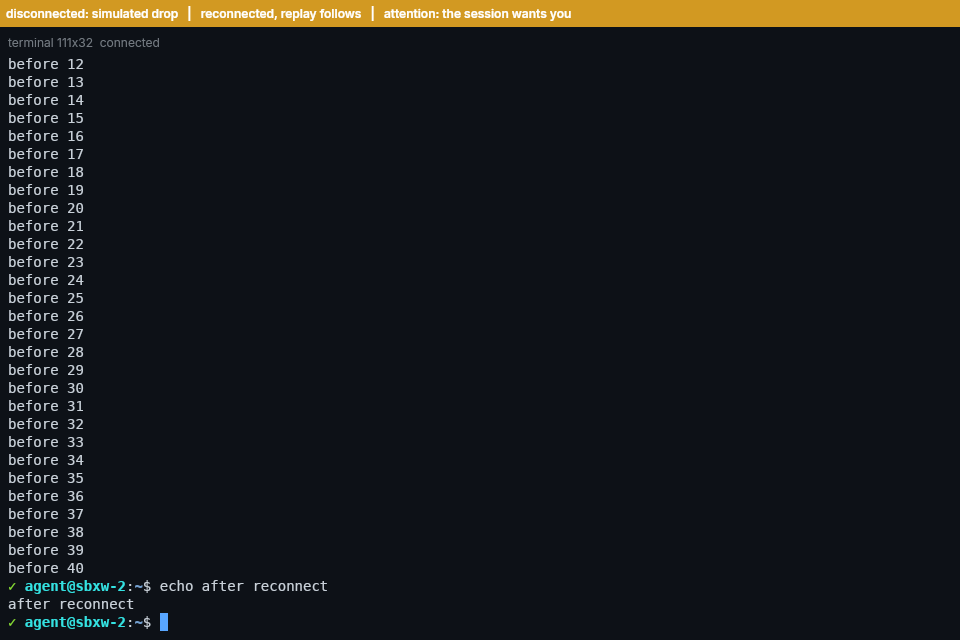 disconnected: simulated drop | reconnected, replay follows | attention: the session wants you
terminal 111x32 connected
before 12
before 13
before 14
before 15
before 16
before 17
before 18
before 19
before 20
before 21
before 22
before 23
before 24
before 25
before 26
before 27
before 28
before 29
before 30
before 31
before 32
before 33
before 34
before 35
before 36
before 37
before 38
before 39
before 40
✓ agent@sbxw-2:~$ echo after reconnect
after reconnect
✓ agent@sbxw-2:~$